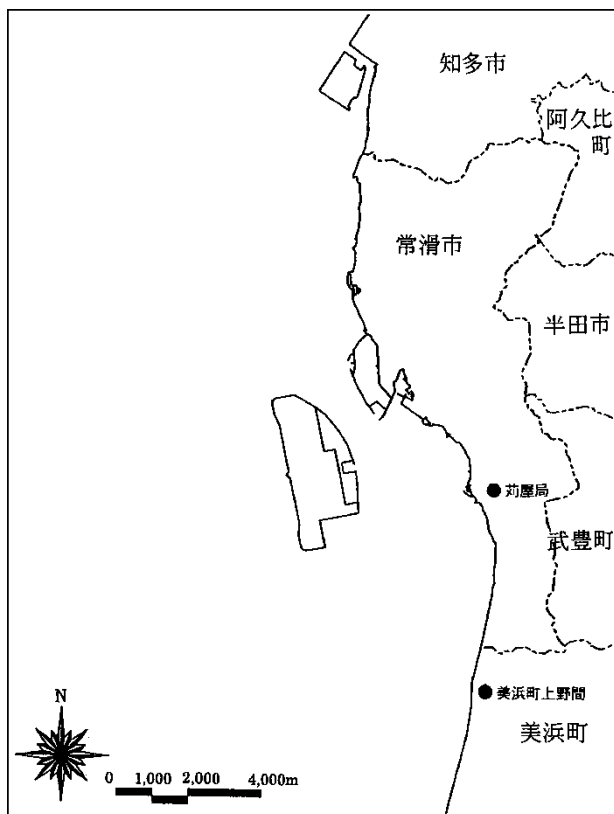 知多市
阿久比
町
常滑市
半田市
苅屋局
武豊町
美浜町上野間
美浜町
N
0 1,000 2,000 4,000m